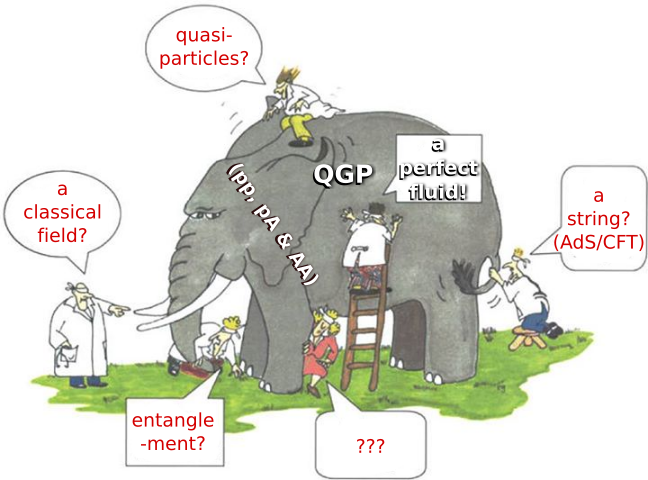 quasi-
particles?
a
perfect
fluid!
QGP
(pp, pA & AA)
a
classical
field?
a
string?
(AdS/CFT)
entangle
-ment?
???